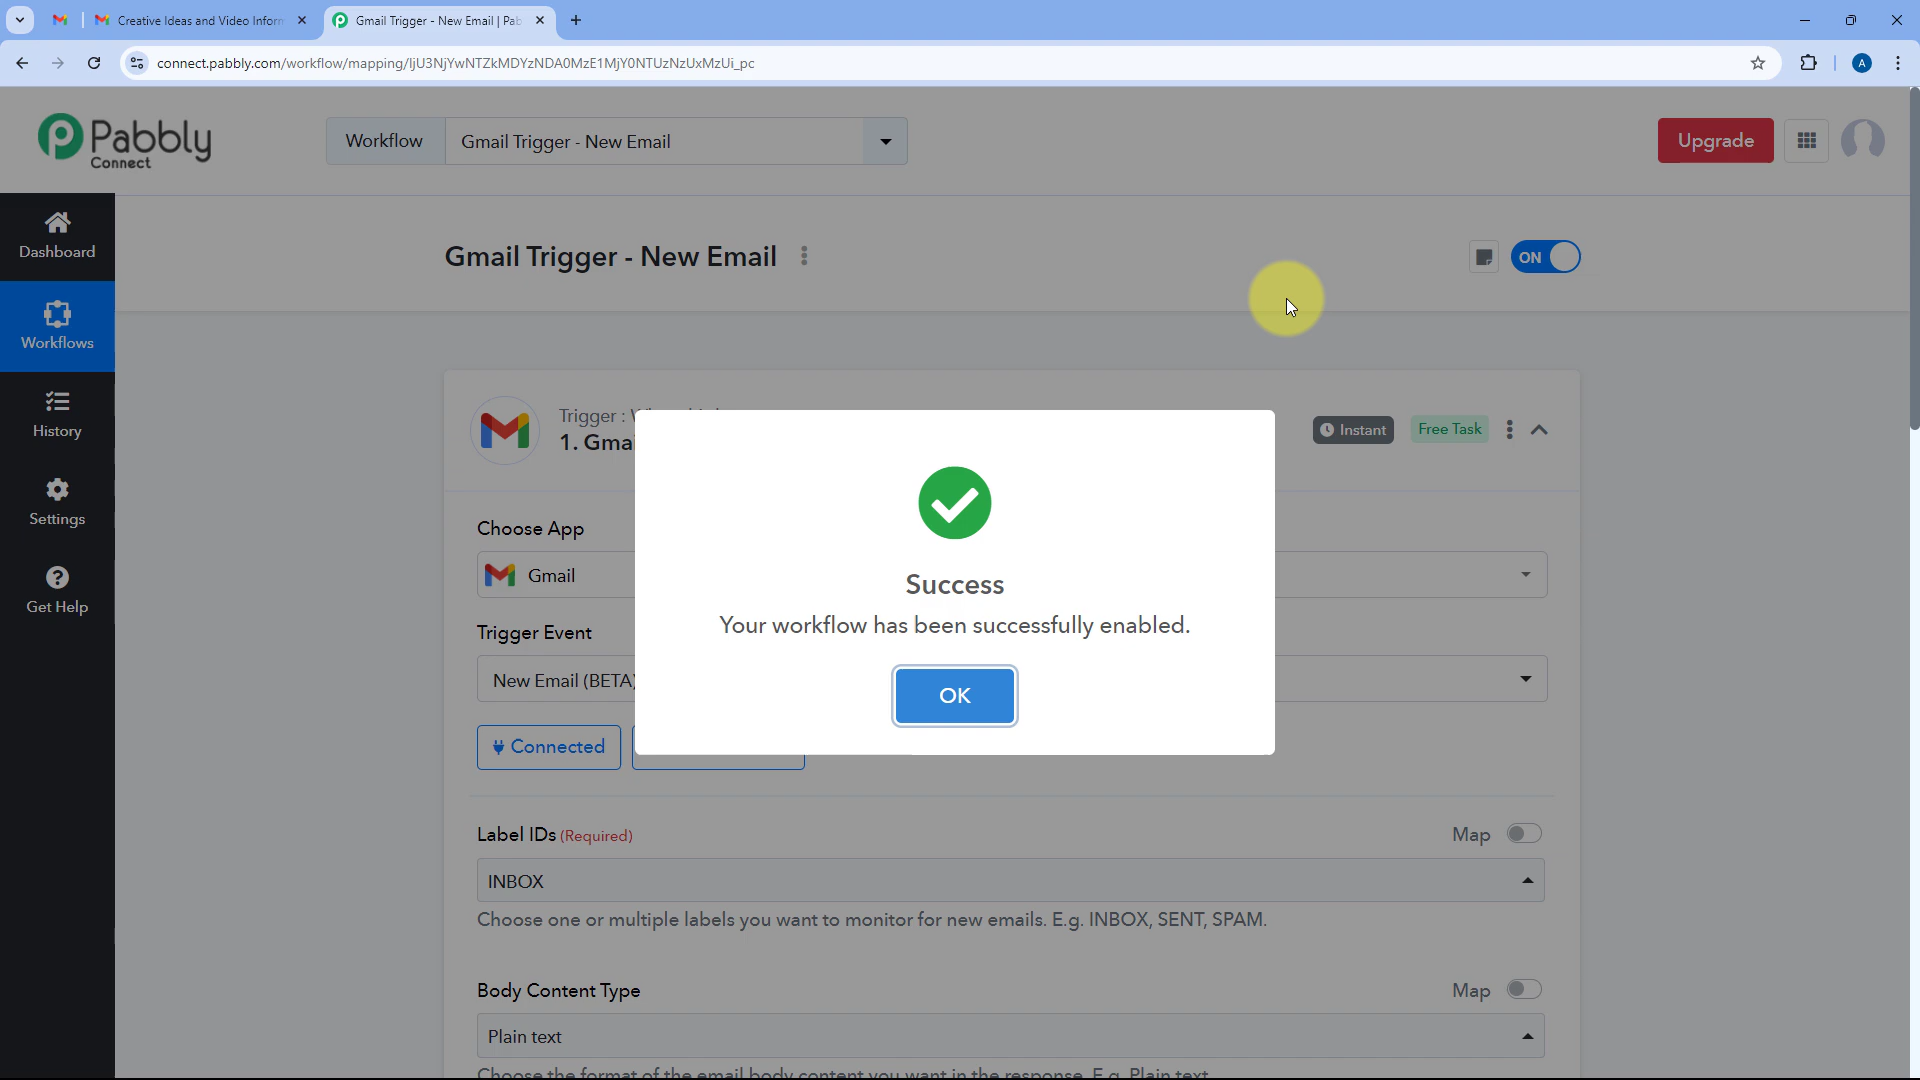 Creative Ideas and Video Inform
Gmail Trigger - New Email | Pab
connect.pabbly.com/workflow/mapping/IjU3NjYwNTZkMDYzNDA0MzE1MjY0NTUzNzUxMzUi_pc
A
Pabbly
Connect
Workflow
Gmail Trigger - New Email
Upgrade
Dashboard
Workflows
History
Settings
Get Help
Gmail Trigger - New Email
ON
Trigger :
1. Gmai
Instant
Free Task
Choose App
Gmail
Trigger Event
New Email (BETA)
Connected
Success
Your workflow has been successfully enabled.
OK
Label IDs (Required)
Map
INBOX
Choose one or multiple labels you want to monitor for new emails. E.g. INBOX, SENT, SPAM.
Body Content Type
Map
Plain text
Choose the format of the email body content you want in the response. E.g. Plain text